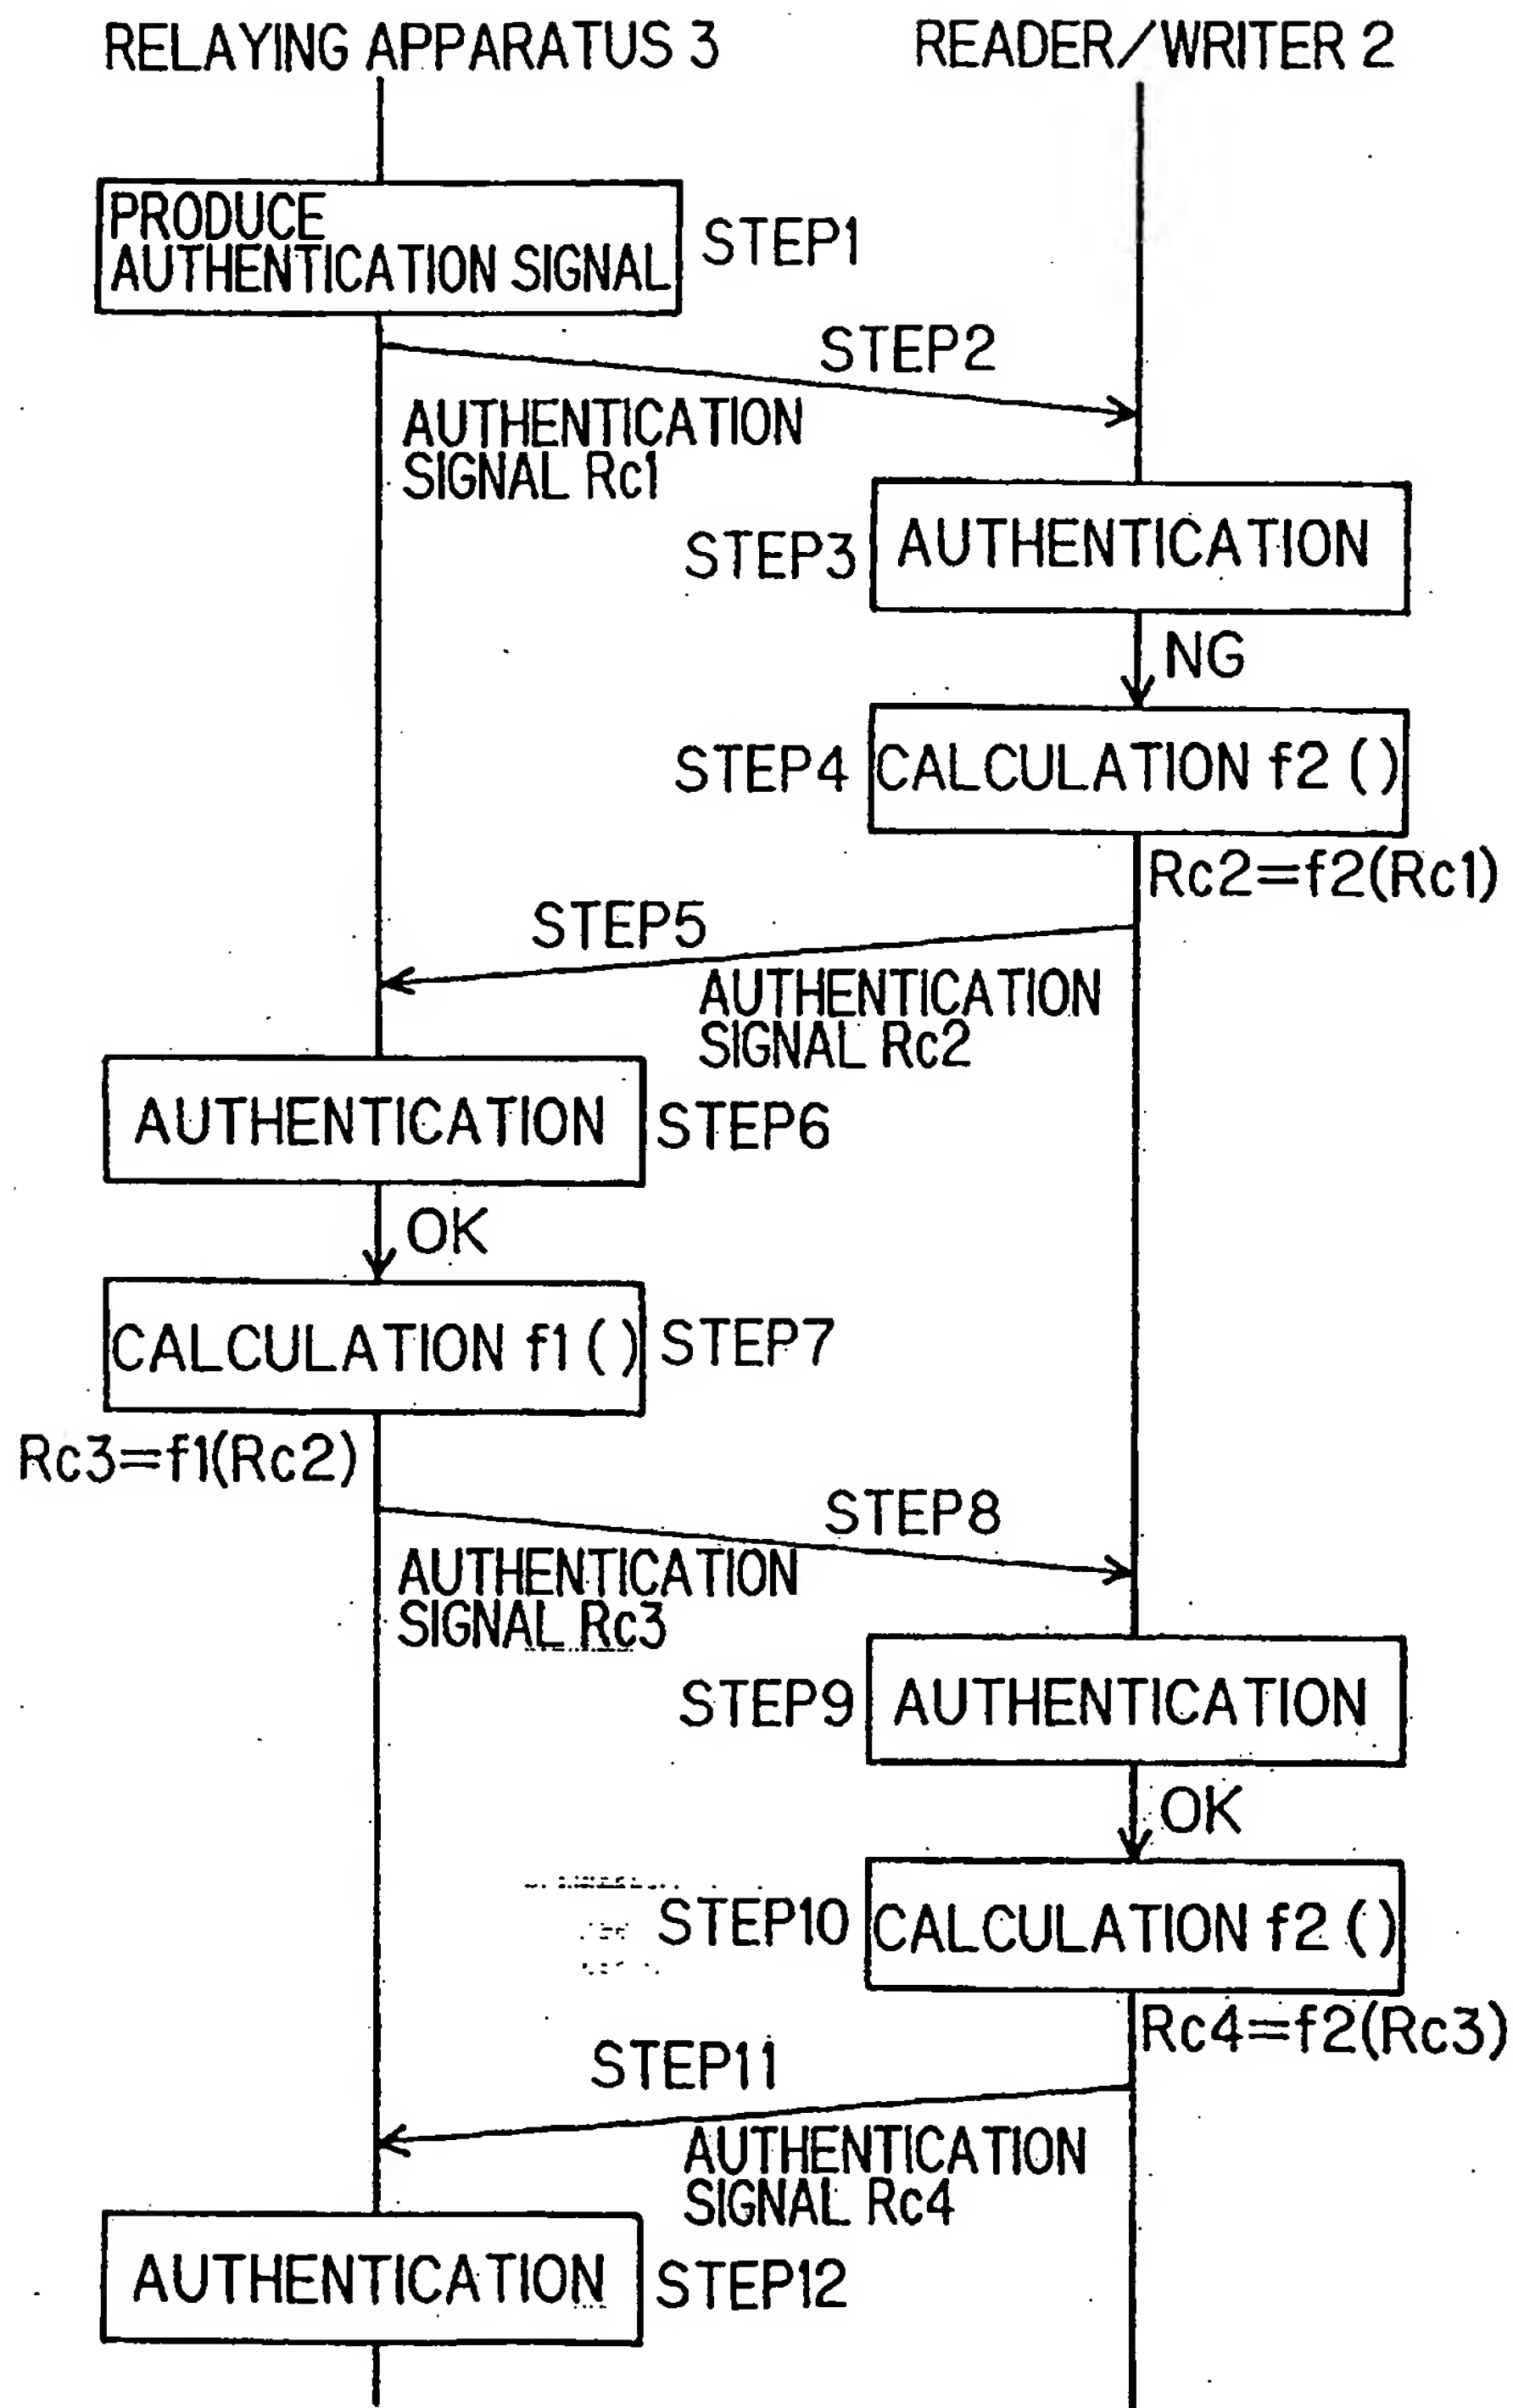 RELAYING APPARATUS 3
READER/WRITER 2
PRODUCE
AUTHENTICATION SIGNAL
STEP1
STEP2
AUTHENTICATION
SIGNAL Rc1
STEP3
AUTHENTICATION
NG
STEP4
CALCULATION f2 ( )
Rc2=f2(Rc1)
STEP5
AUTHENTICATION
SIGNAL Rc2
AUTHENTICATION
STEP6
OK
CALCULATION f1 ( )
STEP7
Rc3=f1(Rc2)
STEP8
AUTHENTICATION
SIGNAL Rc3
STEP9
AUTHENTICATION
OK
STEP10
CALCULATION f2 ( )
Rc4=f2(Rc3)
STEP11
AUTHENTICATION
SIGNAL Rc4
AUTHENTICATION
STEP12